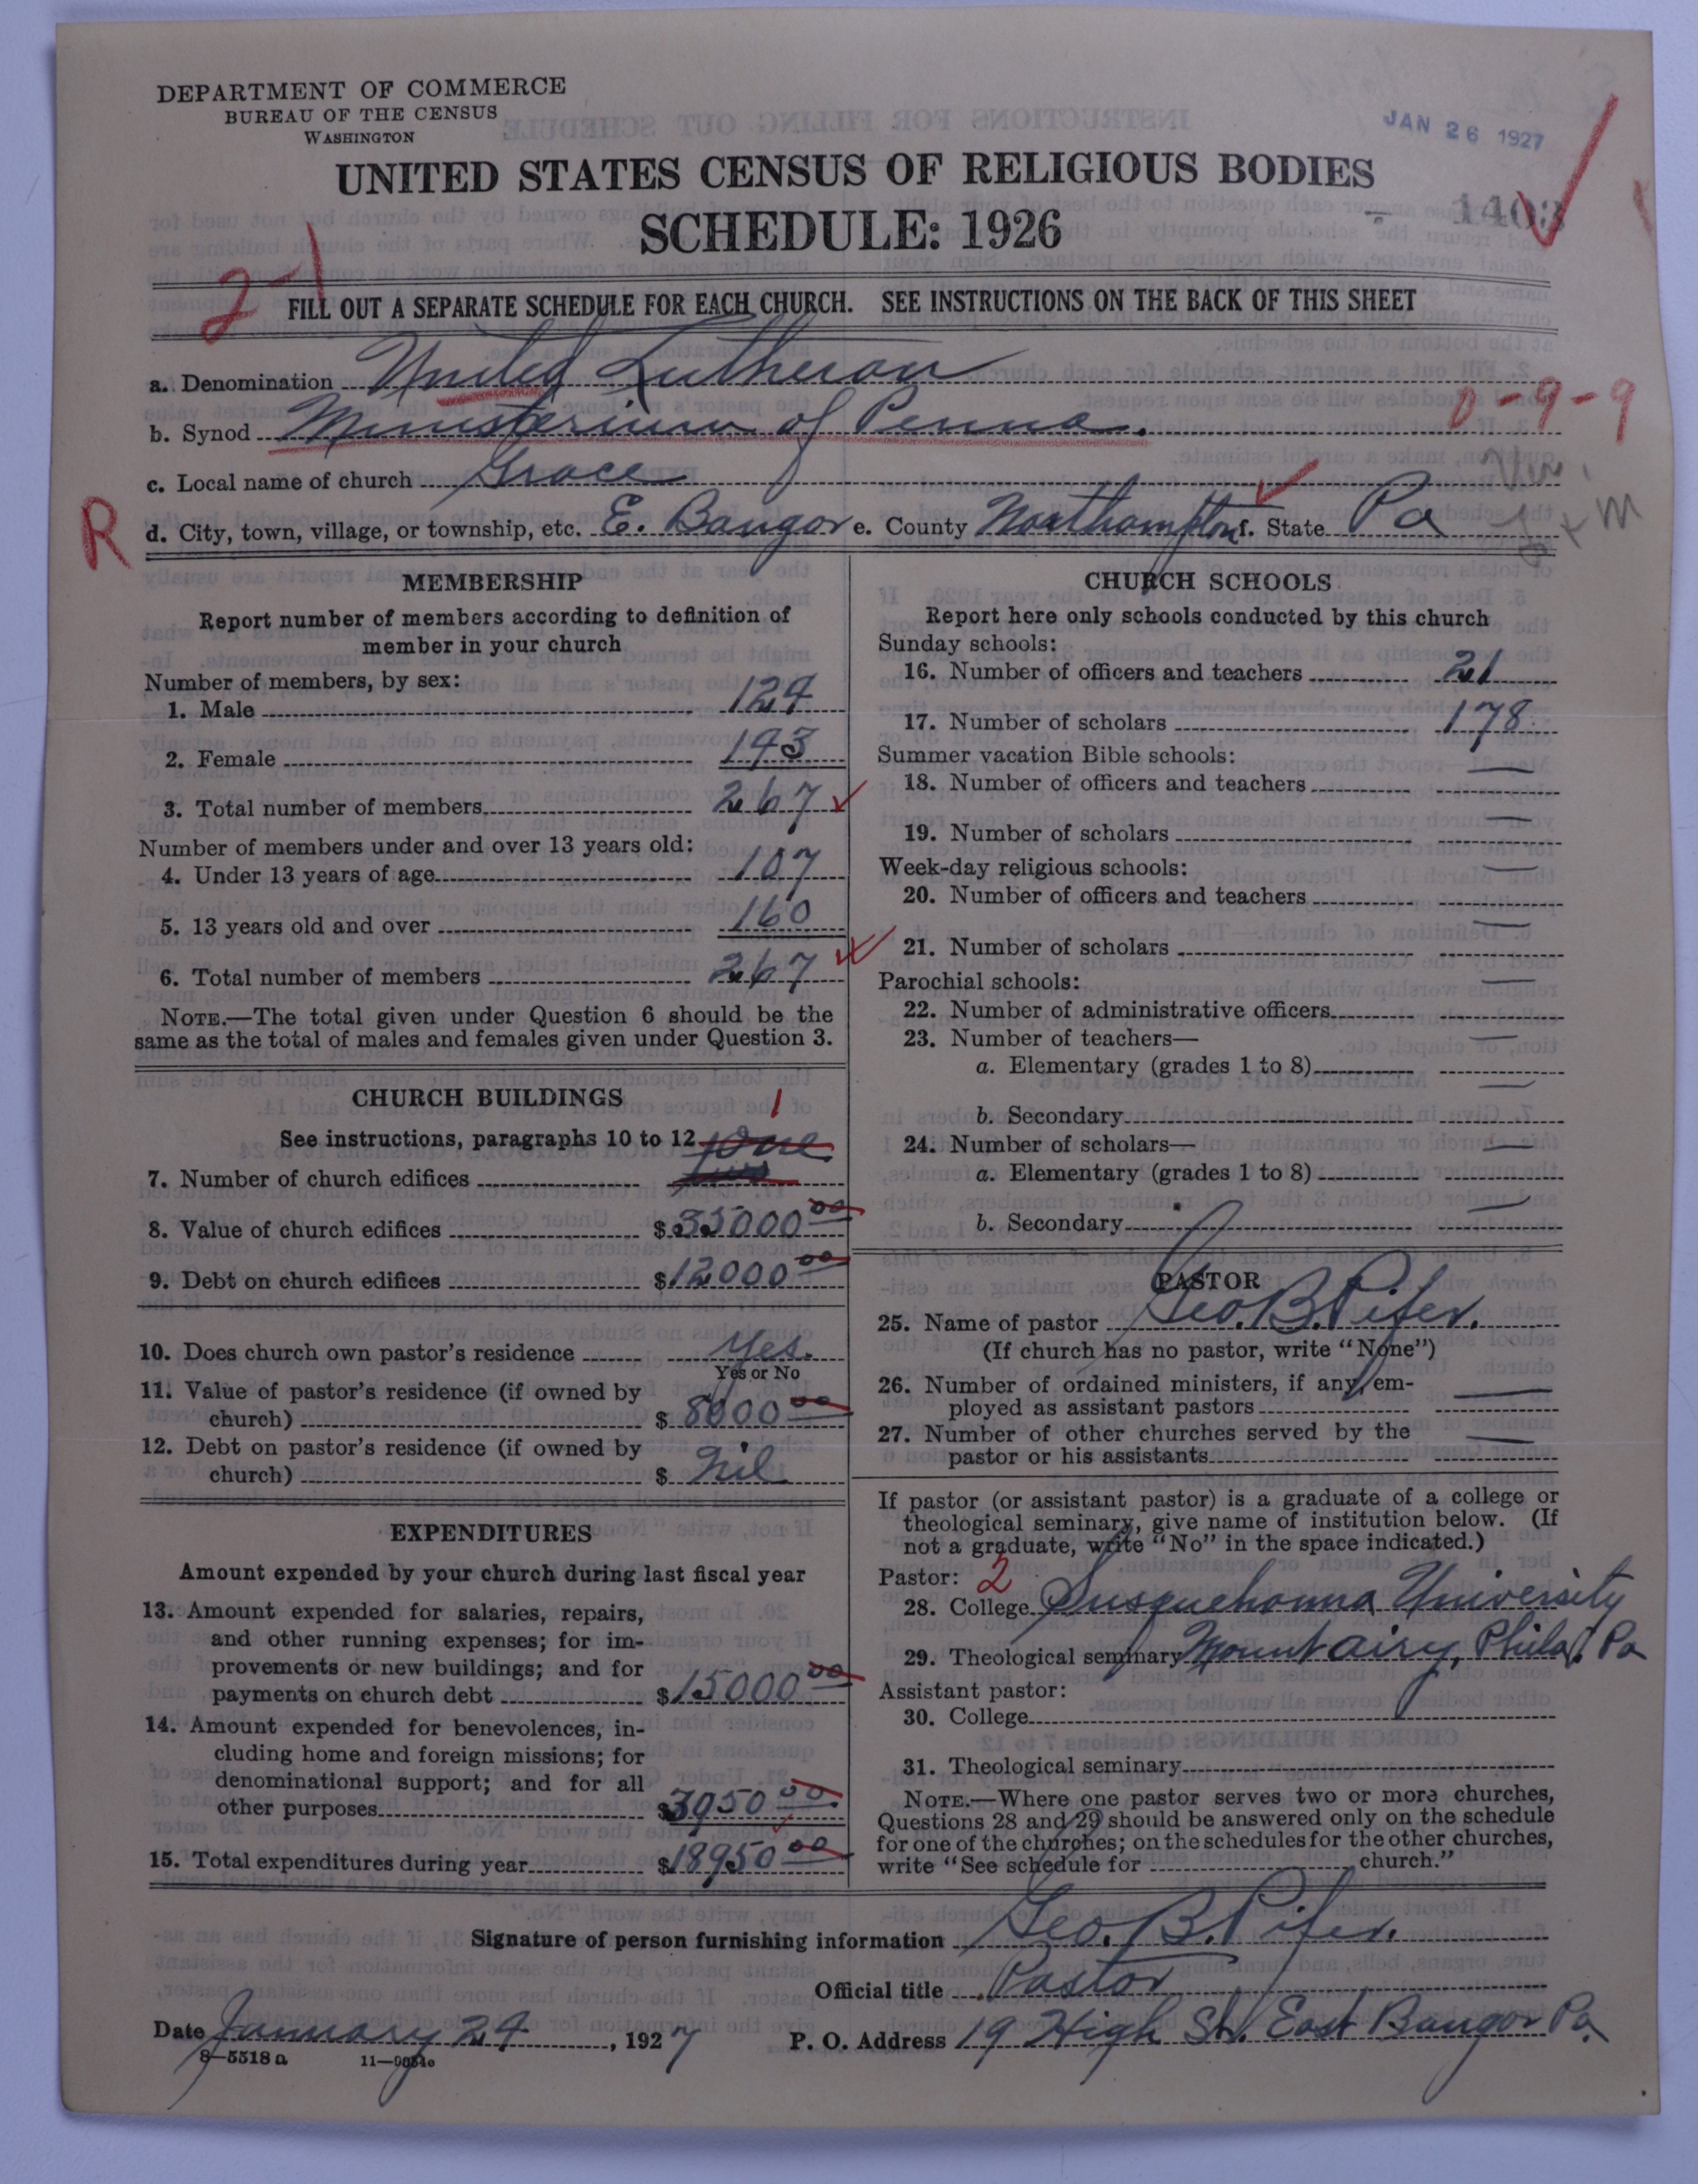 DEPARTMENT OF COMMERCE
BUREAU OF THE CENSUS
WASHINGTON
JAN 26 1927
UNITED STATES CENSUS OF RELIGIOUS BODIES
SCHEDULE: 1926
1403
2-1
FILL OUT A SEPARATE SCHEDULE FOR EACH CHURCH. SEE INSTRUCTIONS ON THE BACK OF THIS SHEET
a. Denomination United Lutheran
0-9-9
b. Synod Ministerium of Penna.
c. Local name of church Grace
R
d. City, town, village, or township, etc. E. Bangor e. County Northampton f. State Pa
MEMBERSHIP
Report number of members according to definition of
member in your church
Number of members, by sex:
1. Male 124
2. Female 143
3. Total number of members 267
Number of members under and over 13 years old:
4. Under 13 years of age 107
5. 13 years old and over 160
6. Total number of members 267
NOTE.—The total given under Question 6 should be the
same as the total of males and females given under Question 3.
CHURCH BUILDINGS
1
See instructions, paragraphs 10 to 12 One
7. Number of church edifices
8. Value of church edifices $35000 00
9. Debt on church edifices $12000 00
10. Does church own pastor's residence Yes.
Yes or No
11. Value of pastor's residence (if owned by
church) $ 8000 00
12. Debt on pastor's residence (if owned by
church) $ Nil
EXPENDITURES
Amount expended by your church during last fiscal year
13. Amount expended for salaries, repairs,
and other running expenses; for im-
provements or new buildings; and for
payments on church debt $15000 00
14. Amount expended for benevolences, in-
cluding home and foreign missions; for
denominational support; and for all
other purposes $3950 00
15. Total expenditures during year $18950 00
CHURCH SCHOOLS
Report here only schools conducted by this church
Sunday schools:
16. Number of officers and teachers 21
17. Number of scholars 178
Summer vacation Bible schools:
18. Number of officers and teachers —
19. Number of scholars —
Week-day religious schools:
20. Number of officers and teachers —
21. Number of scholars —
Parochial schools:
22. Number of administrative officers —
23. Number of teachers—
a. Elementary (grades 1 to 8) —
b. Secondary —
24. Number of scholars—
a. Elementary (grades 1 to 8) —
b. Secondary —
PASTOR
25. Name of pastor Geo. B. Pifer.
(If church has no pastor, write "None")
26. Number of ordained ministers, if any, em-
ployed as assistant pastors —
27. Number of other churches served by the
pastor or his assistants —
If pastor (or assistant pastor) is a graduate of a college or
theological seminary, give name of institution below. (If
not a graduate, write "No" in the space indicated.)
Pastor: 2
28. College Susquehanna University
29. Theological seminary Mount Airy, Phila. Pa
Assistant pastor:
30. College
31. Theological seminary
NOTE.—Where one pastor serves two or more churches,
Questions 28 and 29 should be answered only on the schedule
for one of the churches; on the schedules for the other churches,
write "See schedule for church."
Signature of person furnishing information Geo. B. Pifer.
Official title Pastor
Date January 24, 1927 P. O. Address 19 High St. East Bangor Pa.
8-5518a 11—